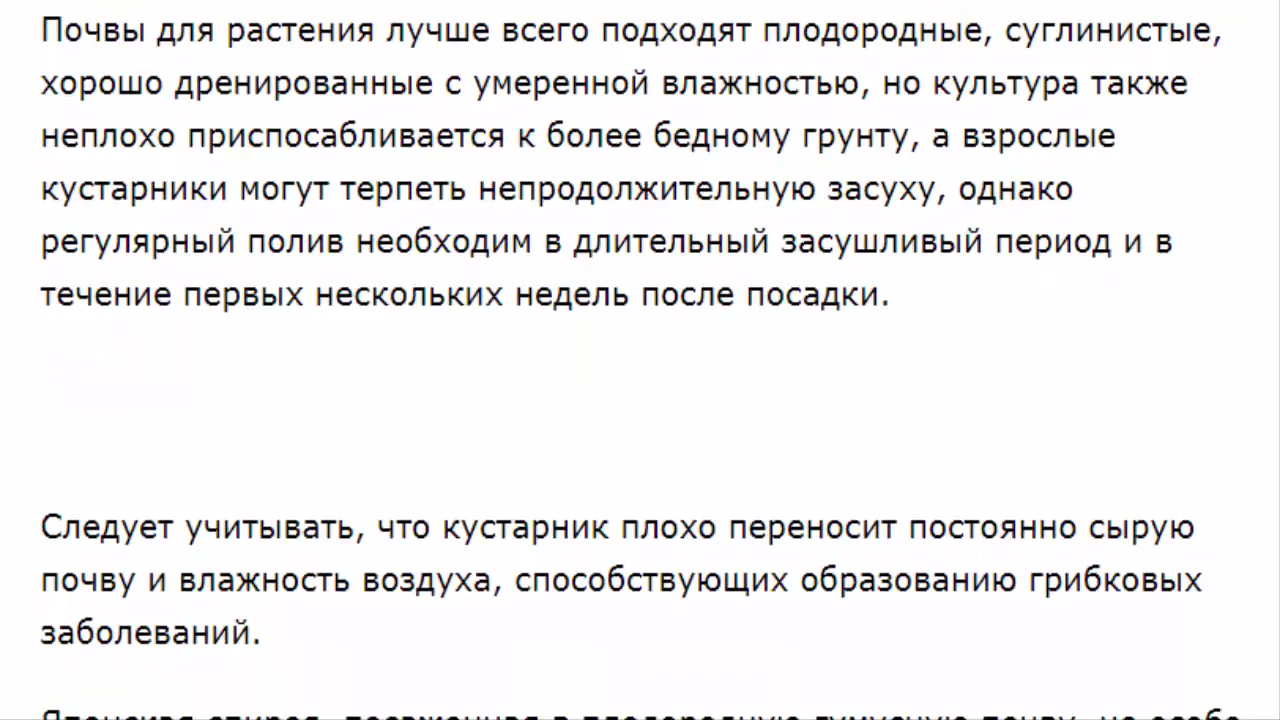 Почвы для растения лучше всего подходят плодородные, суглинистые,
хорошо дренированные с умеренной влажностью, но культура также
неплохо приспосабливается к более бедному грунту, а взрослые
кустарники могут терпеть непродолжительную засуху, однако
регулярный полив необходим в длительный засушливый период и в
течение первых нескольких недель после посадки.
Следует учитывать, что кустарник плохо переносит постоянно сырую
почву и влажность воздуха, способствующих образованию грибковых
заболеваний.